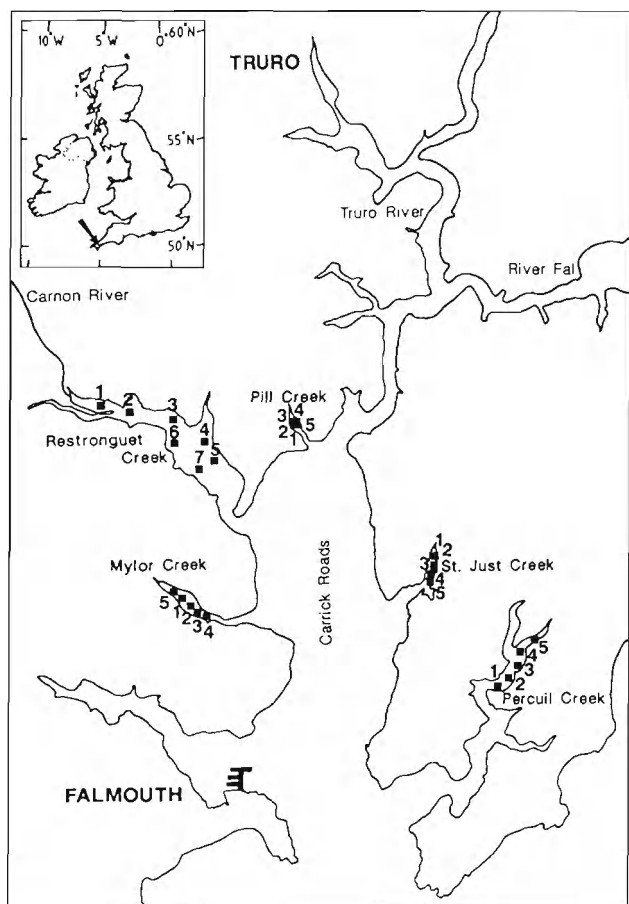 10°W 5°W 0° 60°N
55°N
50°N
TRURO
Truro River
River Fal
Carnon River
1 2 3 4 5 6 7
Restronguet
Creek
Pill Creek
3 4
2 1 5
Mylor Creek
5 1 2 3 4
Carrick Roads
1 2
3
4
5
St. Just Creek
1 2 3 4 5
Percuil Creek
FALMOUTH